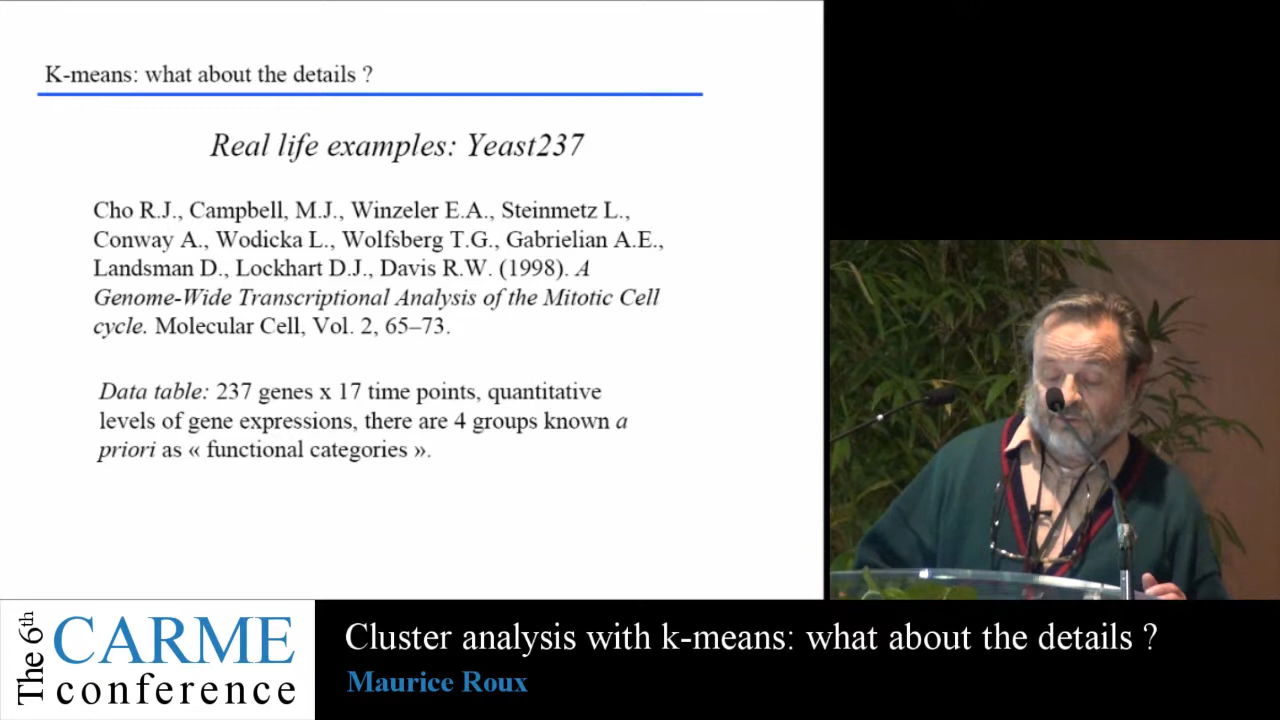 K-means: what about the details ?
Real life examples: Yeast237
Cho R.J., Campbell, M.J., Winzeler E.A., Steinmetz L.,
Conway A., Wodicka L., Wolfsberg T.G., Gabrielian A.E.,
Landsman D., Lockhart D.J., Davis R.W. (1998). A
Genome-Wide Transcriptional Analysis of the Mitotic Cell
cycle. Molecular Cell, Vol. 2, 65–73.
Data table: 237 genes x 17 time points, quantitative
levels of gene expressions, there are 4 groups known a
priori as « functional categories ».
The 6th
CARME
conference
Cluster analysis with k-means: what about the details ?
Maurice Roux